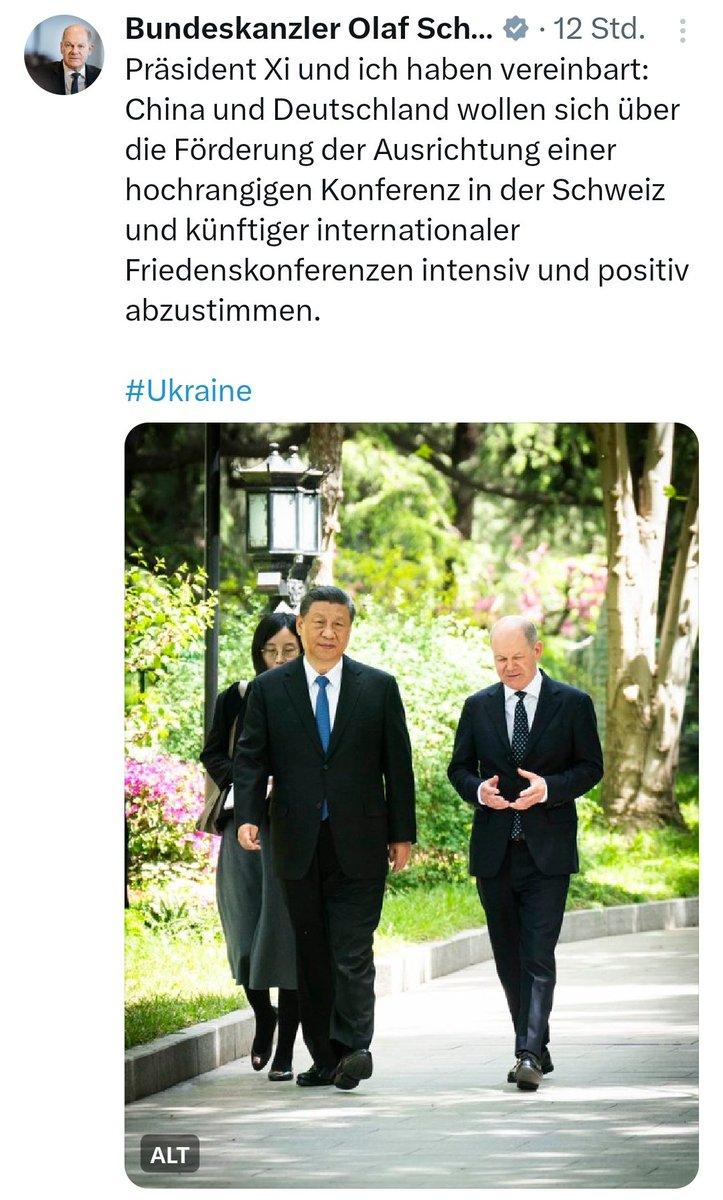 Bundeskanzler Olaf Sch... · 12 Std.
Präsident Xi und ich haben vereinbart:
China und Deutschland wollen sich über
die Förderung der Ausrichtung einer
hochrangigen Konferenz in der Schweiz
und künftiger internationaler
Friedenskonferenzen intensiv und positiv
abzustimmen.
#Ukraine
ALT